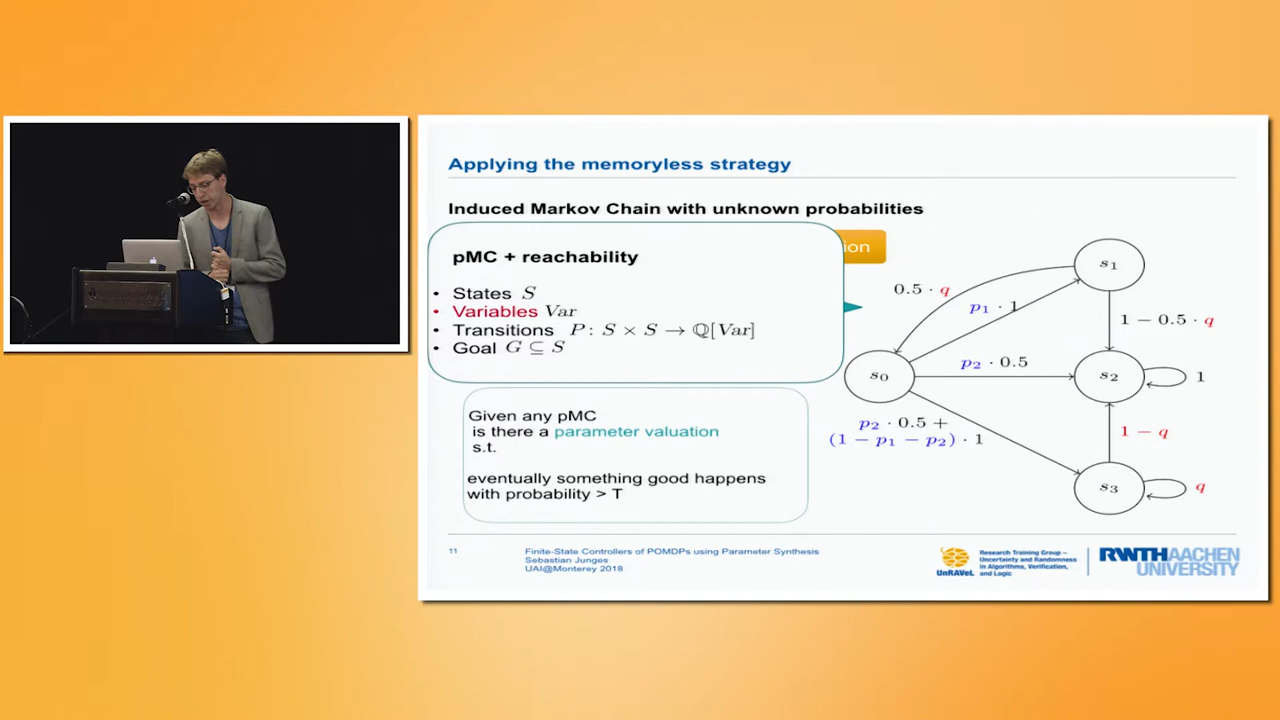 Applying the memoryless strategy
Induced Markov Chain with unknown probabilities
ion
pMC + reachability
• States S
• Variables Var
• Transitions P : S × S → ℚ[Var]
• Goal G ⊆ S
Given any pMC
is there a parameter valuation
s.t.
eventually something good happens
with probability > T
s₁
0.5 · q
p₁ · 1
1 − 0.5 · q
s₀
p₂ · 0.5
s₂
1
p₂ · 0.5 +
(1 − p₁ − p₂) · 1
1 − q
s₃
q
11
Finite-State Controllers of POMDPs using Parameter Synthesis
Sebastian Junges
UAI@Monterey 2018
UnRAVeL
Research Training Group –
Uncertainty and Randomness
in Algorithms, Verification,
and Logic
RWTHAACHEN
UNIVERSITY